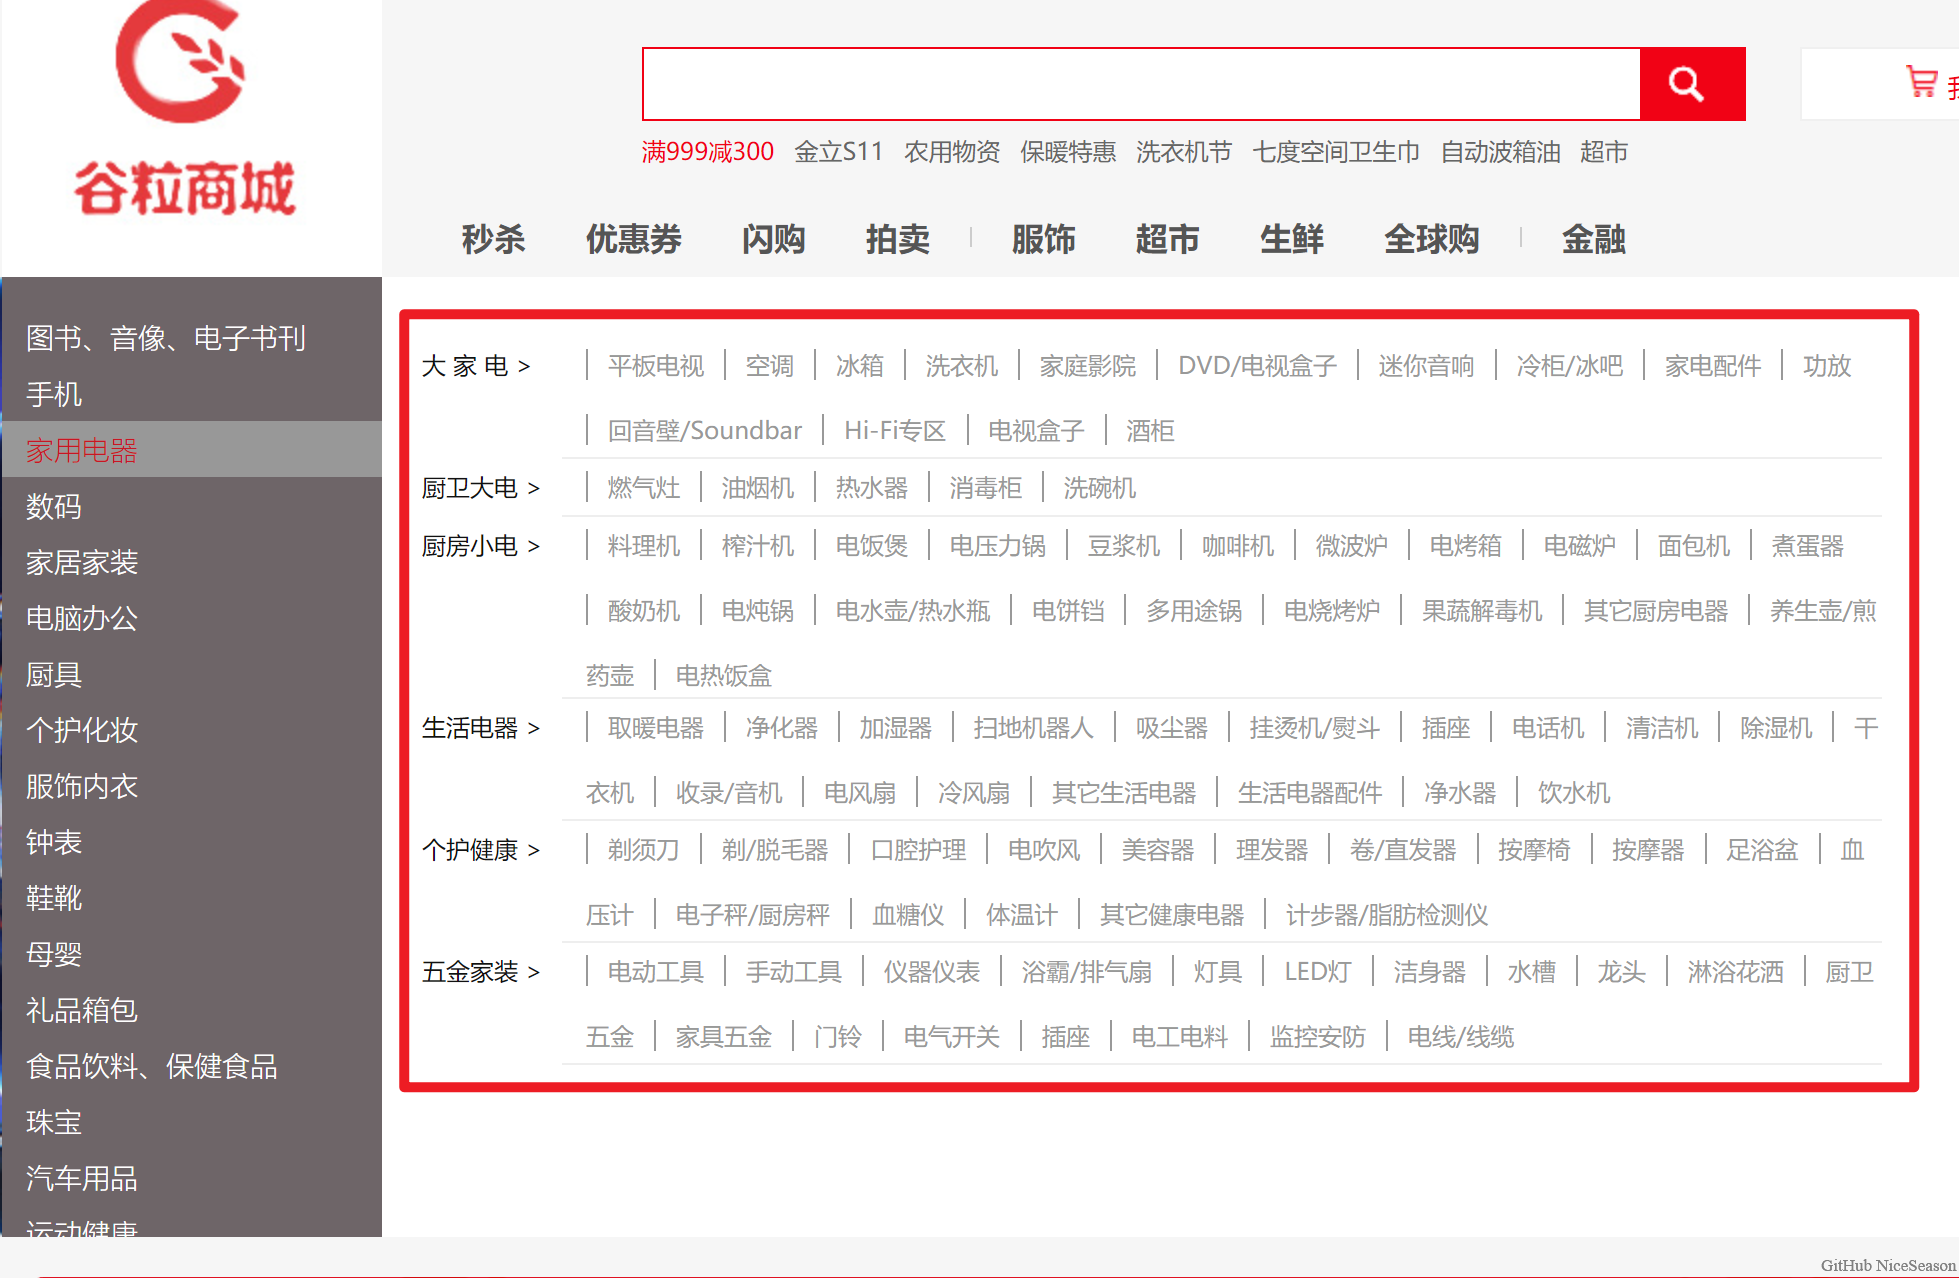 谷粒商城
满999减300 金立S11 农用物资 保暖特惠 洗衣机节 七度空间卫生巾 自动波箱油 超市
秒杀 优惠券 闪购 拍卖 | 服饰 超市 生鲜 全球购 | 金融
图书、音像、电子书刊
手机
家用电器
数码
家居家装
电脑办公
厨具
个护化妆
服饰内衣
钟表
鞋靴
母婴
礼品箱包
食品饮料、保健食品
珠宝
汽车用品
运动健康
大 家 电 > | 平板电视 | 空调 | 冰箱 | 洗衣机 | 家庭影院 | DVD/电视盒子 | 迷你音响 | 冷柜/冰吧 | 家电配件 | 功放
| 回音壁/Soundbar | Hi-Fi专区 | 电视盒子 | 酒柜
厨卫大电 > | 燃气灶 | 油烟机 | 热水器 | 消毒柜 | 洗碗机
厨房小电 > | 料理机 | 榨汁机 | 电饭煲 | 电压力锅 | 豆浆机 | 咖啡机 | 微波炉 | 电烤箱 | 电磁炉 | 面包机 | 煮蛋器
| 酸奶机 | 电炖锅 | 电水壶/热水瓶 | 电饼铛 | 多用途锅 | 电烧烤炉 | 果蔬解毒机 | 其它厨房电器 | 养生壶/煎
药壶 | 电热饭盒
生活电器 > | 取暖电器 | 净化器 | 加湿器 | 扫地机器人 | 吸尘器 | 挂烫机/熨斗 | 插座 | 电话机 | 清洁机 | 除湿机 | 干
衣机 | 收录/音机 | 电风扇 | 冷风扇 | 其它生活电器 | 生活电器配件 | 净水器 | 饮水机
个护健康 > | 剃须刀 | 剃/脱毛器 | 口腔护理 | 电吹风 | 美容器 | 理发器 | 卷/直发器 | 按摩椅 | 按摩器 | 足浴盆 | 血
压计 | 电子秤/厨房秤 | 血糖仪 | 体温计 | 其它健康电器 | 计步器/脂肪检测仪
五金家装 > | 电动工具 | 手动工具 | 仪器仪表 | 浴霸/排气扇 | 灯具 | LED灯 | 洁身器 | 水槽 | 龙头 | 淋浴花洒 | 厨卫
五金 | 家具五金 | 门铃 | 电气开关 | 插座 | 电工电料 | 监控安防 | 电线/线缆
GitHub NiceSeason